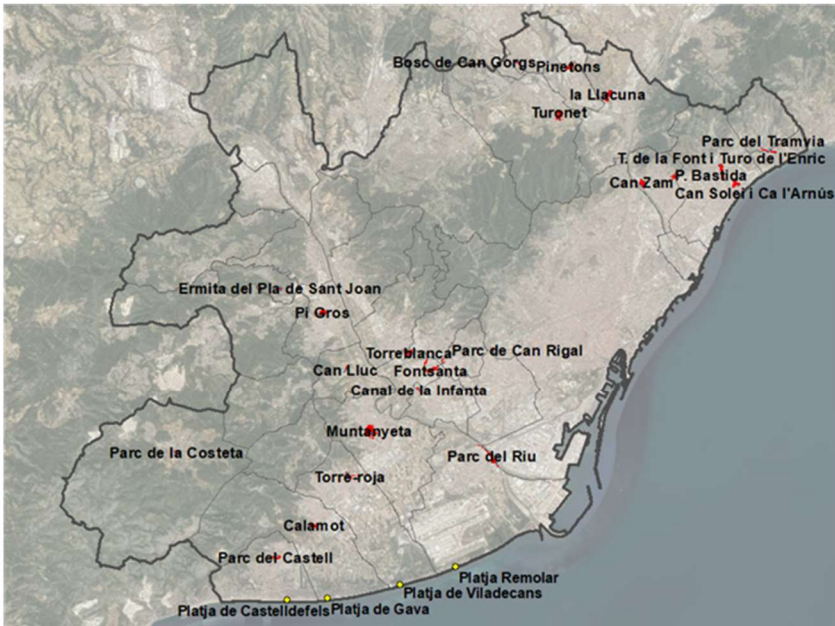 Bosc de Can Gorgs
Pinetons
la Llacuna
Turonet
Parc del Tramvia
T. de la Font i Turo de l'Enric
P. Bastida
Can Zam
Can Solei i Ca l'Arnús
Ermita del Pla de Sant Joan
Pi Gros
Torreblanca
Parc de Can Rigal
Can Lluc
Fontsanta
Canal de la Infanta
Muntanyeta
Parc de la Costeta
Parc del Riu
Torre-roja
Calamot
Parc del Castell
Platja Remolar
Platja de Viladecans
Platja de Castelldefels
Platja de Gava